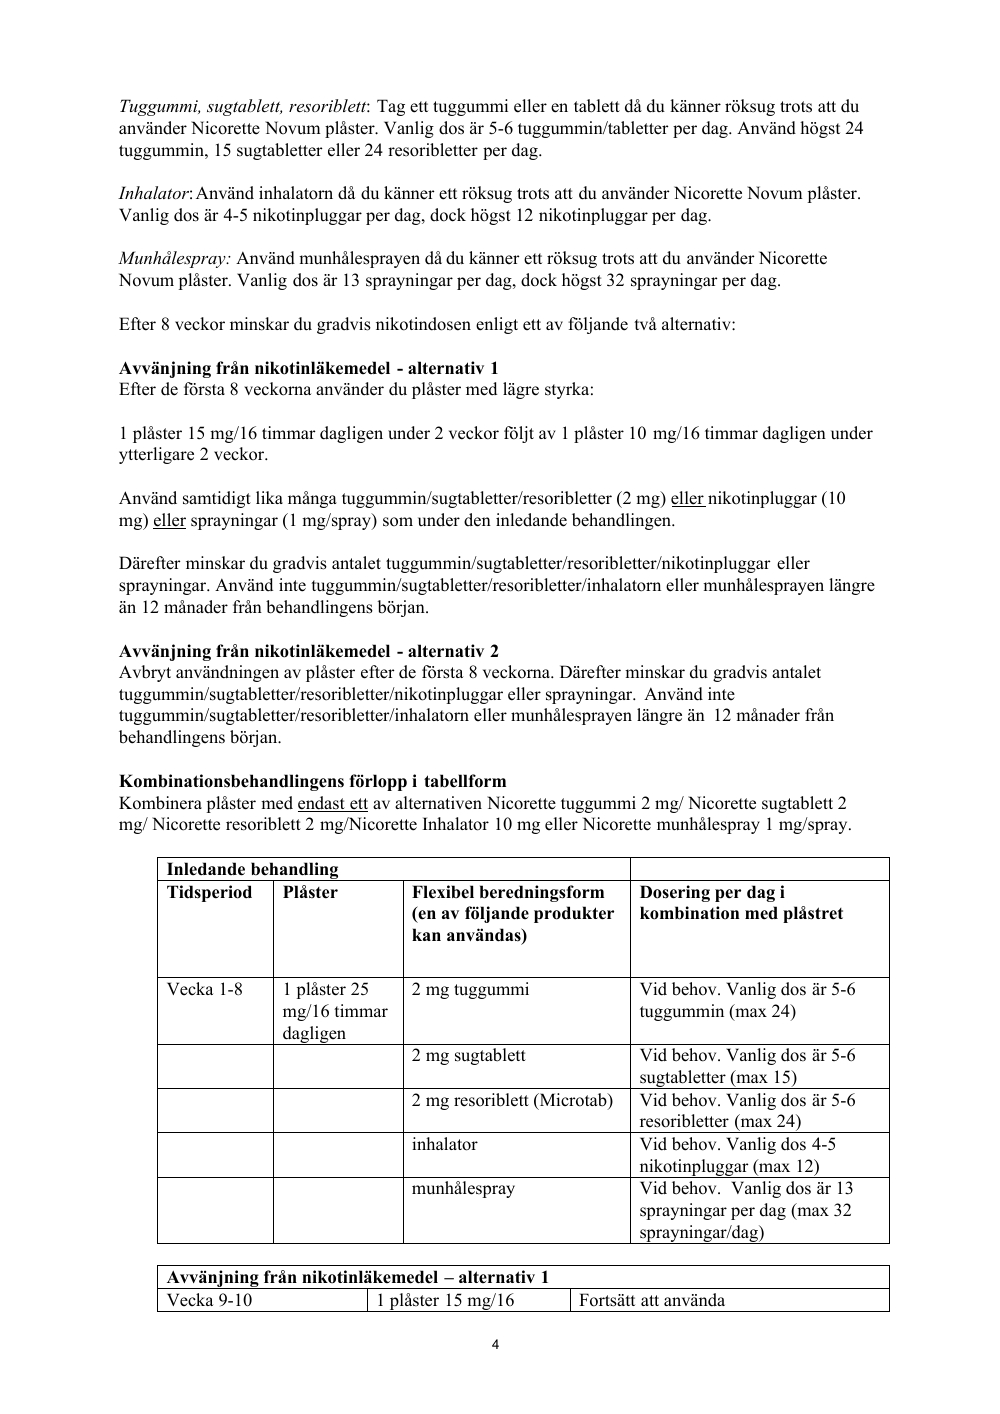 Tuggummi, sugtablett, resoriblett: Tag ett tuggummi eller en tablett då du känner röksug trots att du
använder Nicorette Novum plåster. Vanlig dos är 5-6 tuggummin/tabletter per dag. Använd högst 24
tuggummin, 15 sugtabletter eller 24 resoribletter per dag.
Inhalator: Använd inhalatorn då du känner ett röksug trots att du använder Nicorette Novum plåster.
Vanlig dos är 4-5 nikotinpluggar per dag, dock högst 12 nikotinpluggar per dag.
Munhålespray: Använd munhålesprayen då du känner ett röksug trots att du använder Nicorette
Novum plåster. Vanlig dos är 13 sprayningar per dag, dock högst 32 sprayningar per dag.
Efter 8 veckor minskar du gradvis nikotindosen enligt ett av följande två alternativ:
Avvänjning från nikotinläkemedel - alternativ 1
Efter de första 8 veckorna använder du plåster med lägre styrka:
1 plåster 15 mg/16 timmar dagligen under 2 veckor följt av 1 plåster 10 mg/16 timmar dagligen under
ytterligare 2 veckor.
Använd samtidigt lika många tuggummin/sugtabletter/resoribletter (2 mg) eller nikotinpluggar (10
mg) eller sprayningar (1 mg/spray) som under den inledande behandlingen.
Därefter minskar du gradvis antalet tuggummin/sugtabletter/resoribletter/nikotinpluggar eller
sprayningar. Använd inte tuggummin/sugtabletter/resoribletter/inhalatorn eller munhålesprayen längre
än 12 månader från behandlingens början.
Avvänjning från nikotinläkemedel - alternativ 2
Avbryt användningen av plåster efter de första 8 veckorna. Därefter minskar du gradvis antalet
tuggummin/sugtabletter/resoribletter/nikotinpluggar eller sprayningar. Använd inte
tuggummin/sugtabletter/resoribletter/inhalatorn eller munhålesprayen längre än 12 månader från
behandlingens början.
Kombinationsbehandlingens förlopp i tabellform
Kombinera plåster med endast ett av alternativen Nicorette tuggummi 2 mg/ Nicorette sugtablett 2
mg/ Nicorette resoriblett 2 mg/Nicorette Inhalator 10 mg eller Nicorette munhålespray 1 mg/spray.
Inledande behandling
Tidsperiod Plåster Flexibel beredningsform Dosering per dag i
(en av följande produkter kombination med plåstret
kan användas)
Vecka 1-8 1 plåster 25 2 mg tuggummi Vid behov. Vanlig dos är 5-6
mg/16 timmar tuggummin (max 24)
dagligen
2 mg sugtablett Vid behov. Vanlig dos är 5-6
sugtabletter (max 15)
2 mg resoriblett (Microtab) Vid behov. Vanlig dos är 5-6
resoribletter (max 24)
inhalator Vid behov. Vanlig dos 4-5
nikotinpluggar (max 12)
munhålespray Vid behov. Vanlig dos är 13
sprayningar per dag (max 32
sprayningar/dag)
Avvänjning från nikotinläkemedel – alternativ 1
Vecka 9-10 1 plåster 15 mg/16 Fortsätt att använda
4